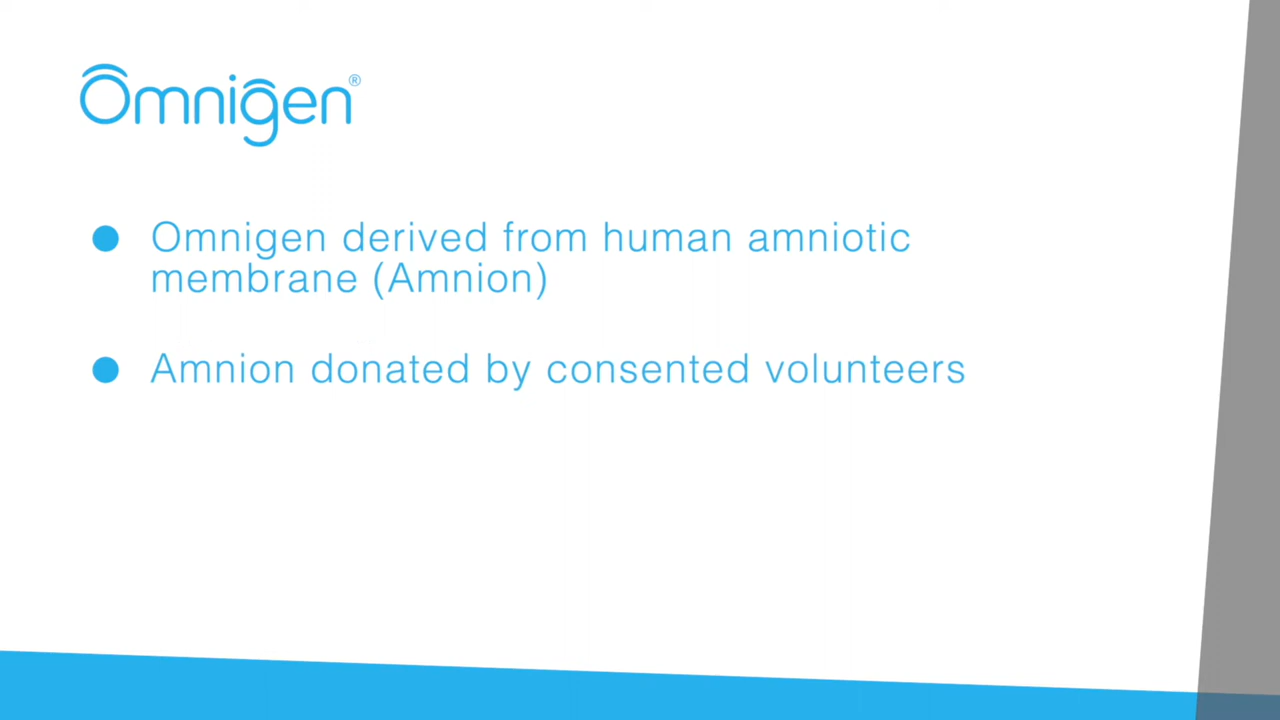 Omnigen®
● Omnigen derived from human amniotic
membrane (Amnion)
● Amnion donated by consented volunteers